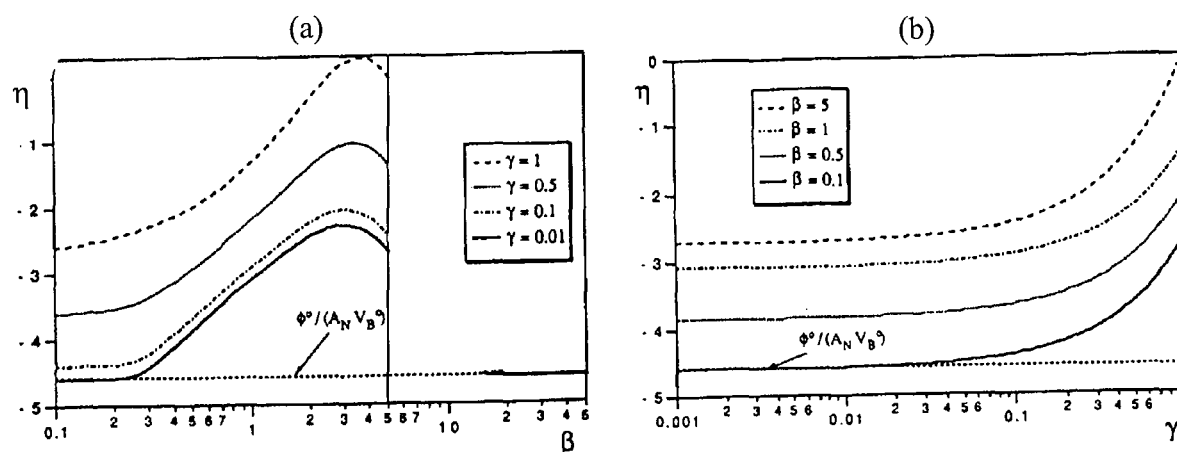 (a)
η
- 1
- 2
- 3
- 4
- 5
γ = 1
γ = 0.5
γ = 0.1
γ = 0.01
φ°/(A_N V_B°)
0.1 2 3 4 5 6 7 1 2 3 4 5 6 7 10 2 3 4 5
β
(b)
0
η
- 1
- 2
- 3
- 4
- 5
β = 5
β = 1
β = 0.5
β = 0.1
φ°/(A_N V_B°)
0.001 2 3 4 5 6 0.01 2 3 4 5 6 0.1 2 3 4 5 6
γ